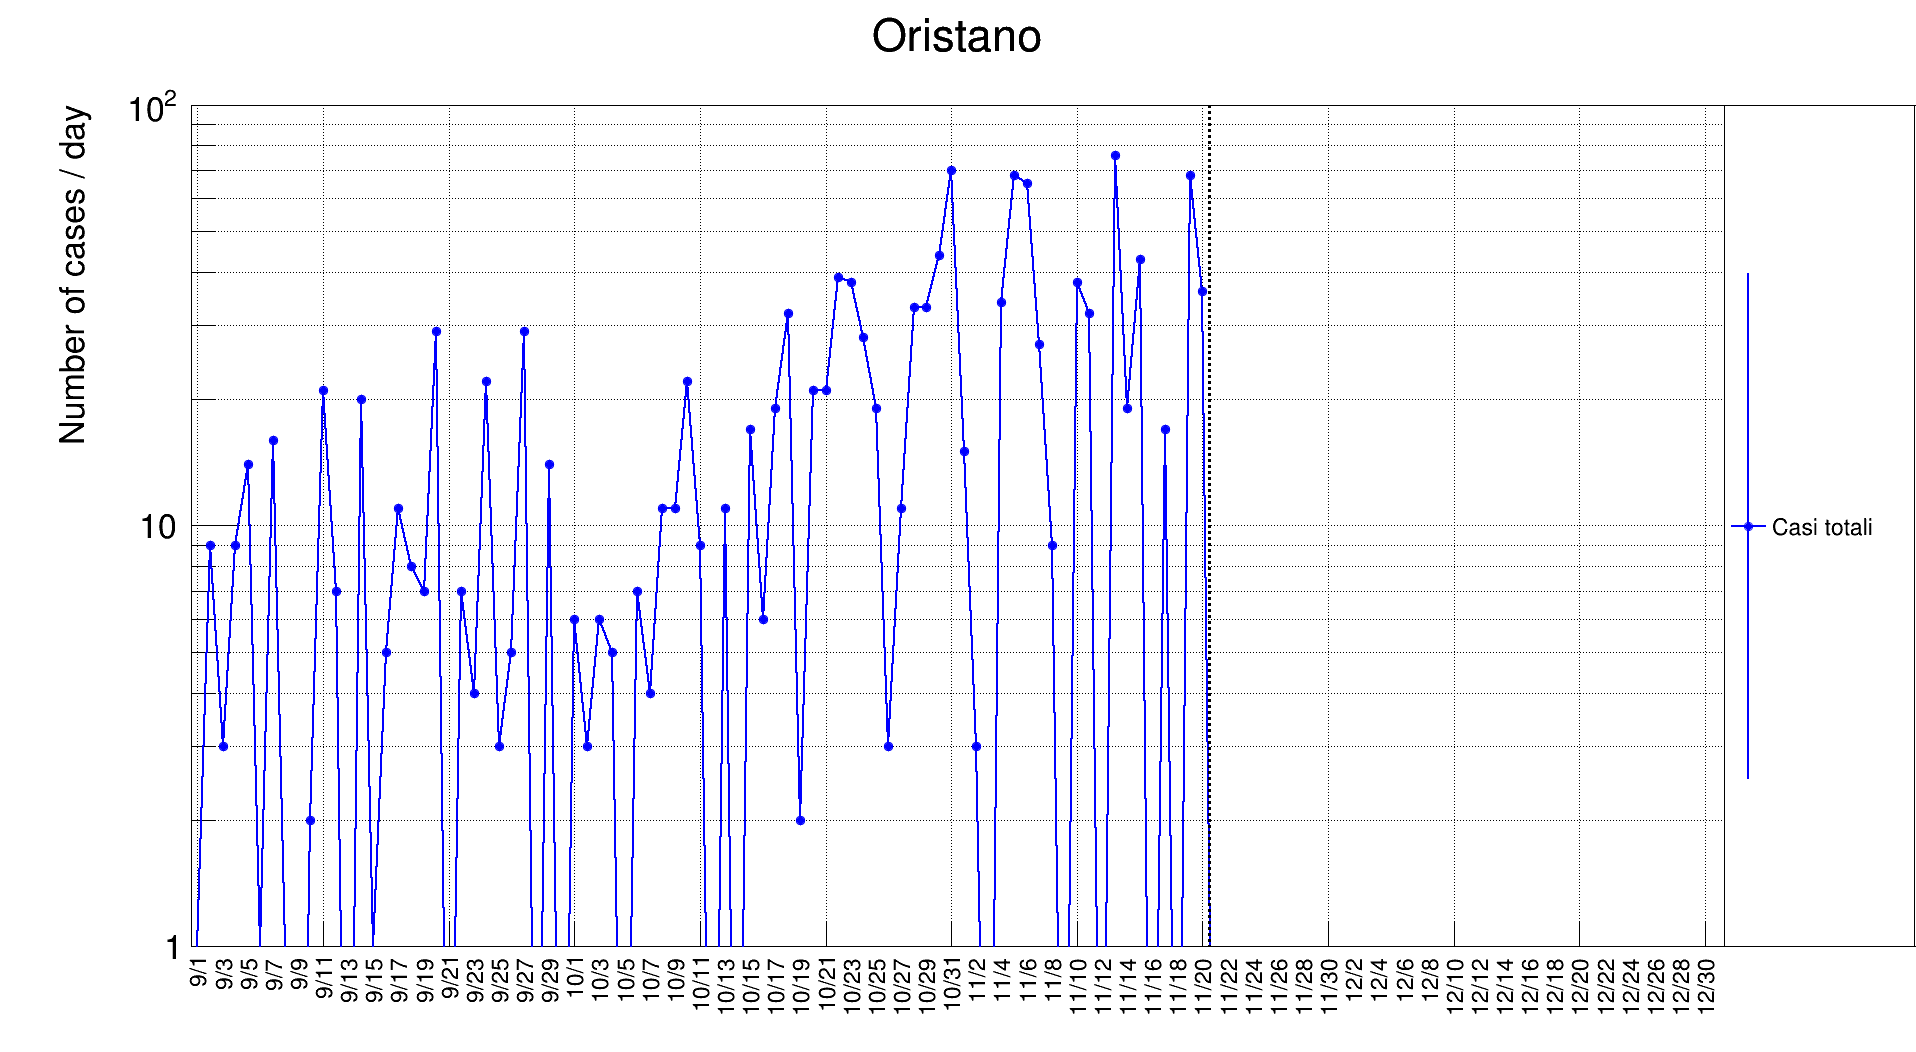 Oristano
Number of cases / day
10²
10
1
9/1 9/3 9/5 9/7 9/9 9/11 9/13 9/15 9/17 9/19 9/21 9/23 9/25 9/27 9/29 10/1 10/3 10/5 10/7 10/9 10/11 10/13 10/15 10/17 10/19 10/21 10/23 10/25 10/27 10/29 10/31 11/2 11/4 11/6 11/8 11/10 11/12 11/14 11/16 11/18 11/20 11/22 11/24 11/26 11/28 11/30 12/2 12/4 12/6 12/8 12/10 12/12 12/14 12/16 12/18 12/20 12/22 12/24 12/26 12/28 12/30
Casi totali